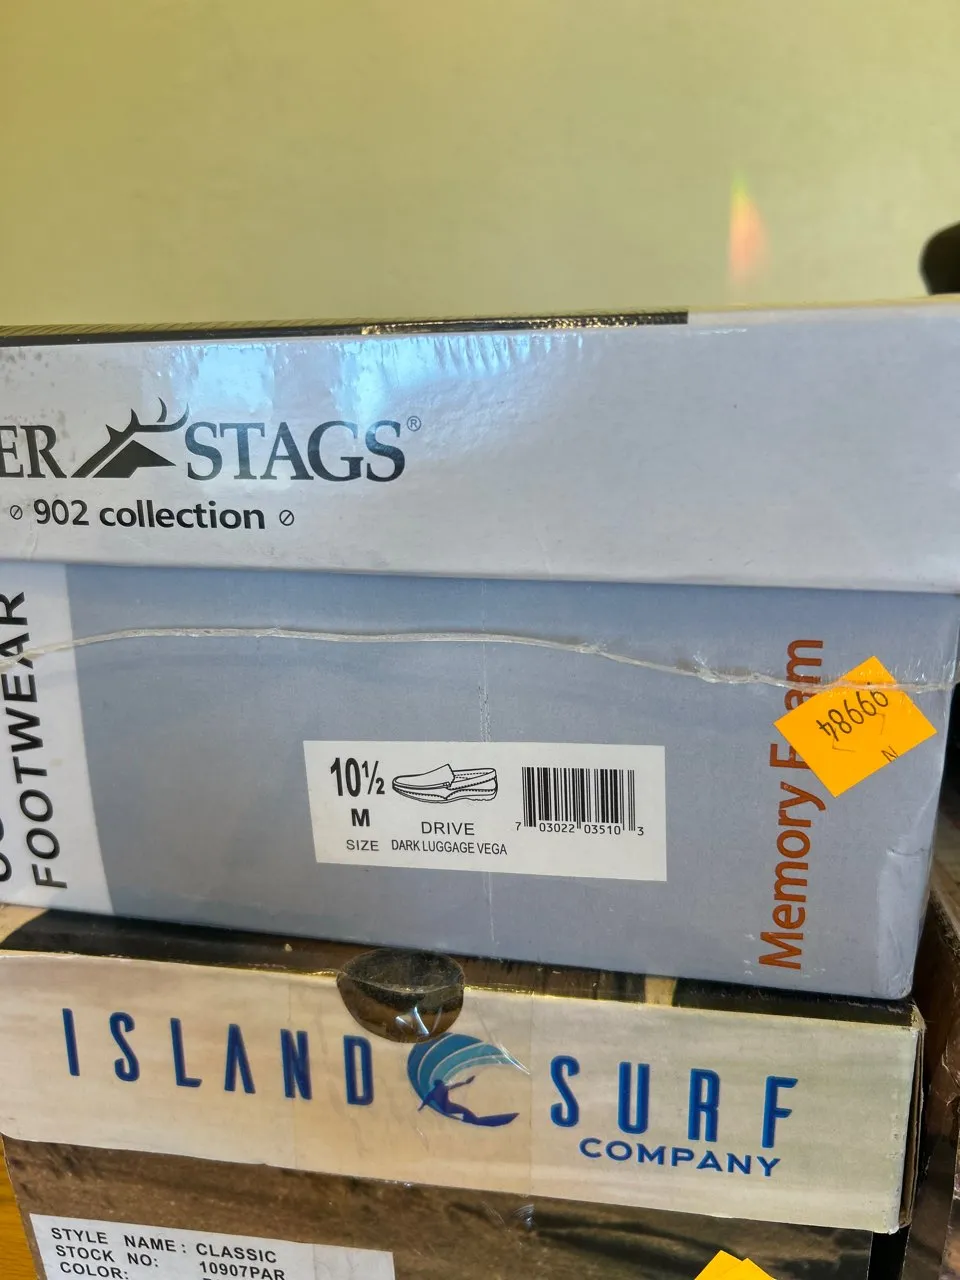 ER STAGS®
902 collection
FOOTWEAR
10½
M
SIZE
DRIVE
DARK LUGGAGE VEGA
7 03022 03510 3
Memory
99984
N
ISLAND SURF
COMPANY
STYLE NAME: CLASSIC
STOCK NO: 10907PAR
COLOR: